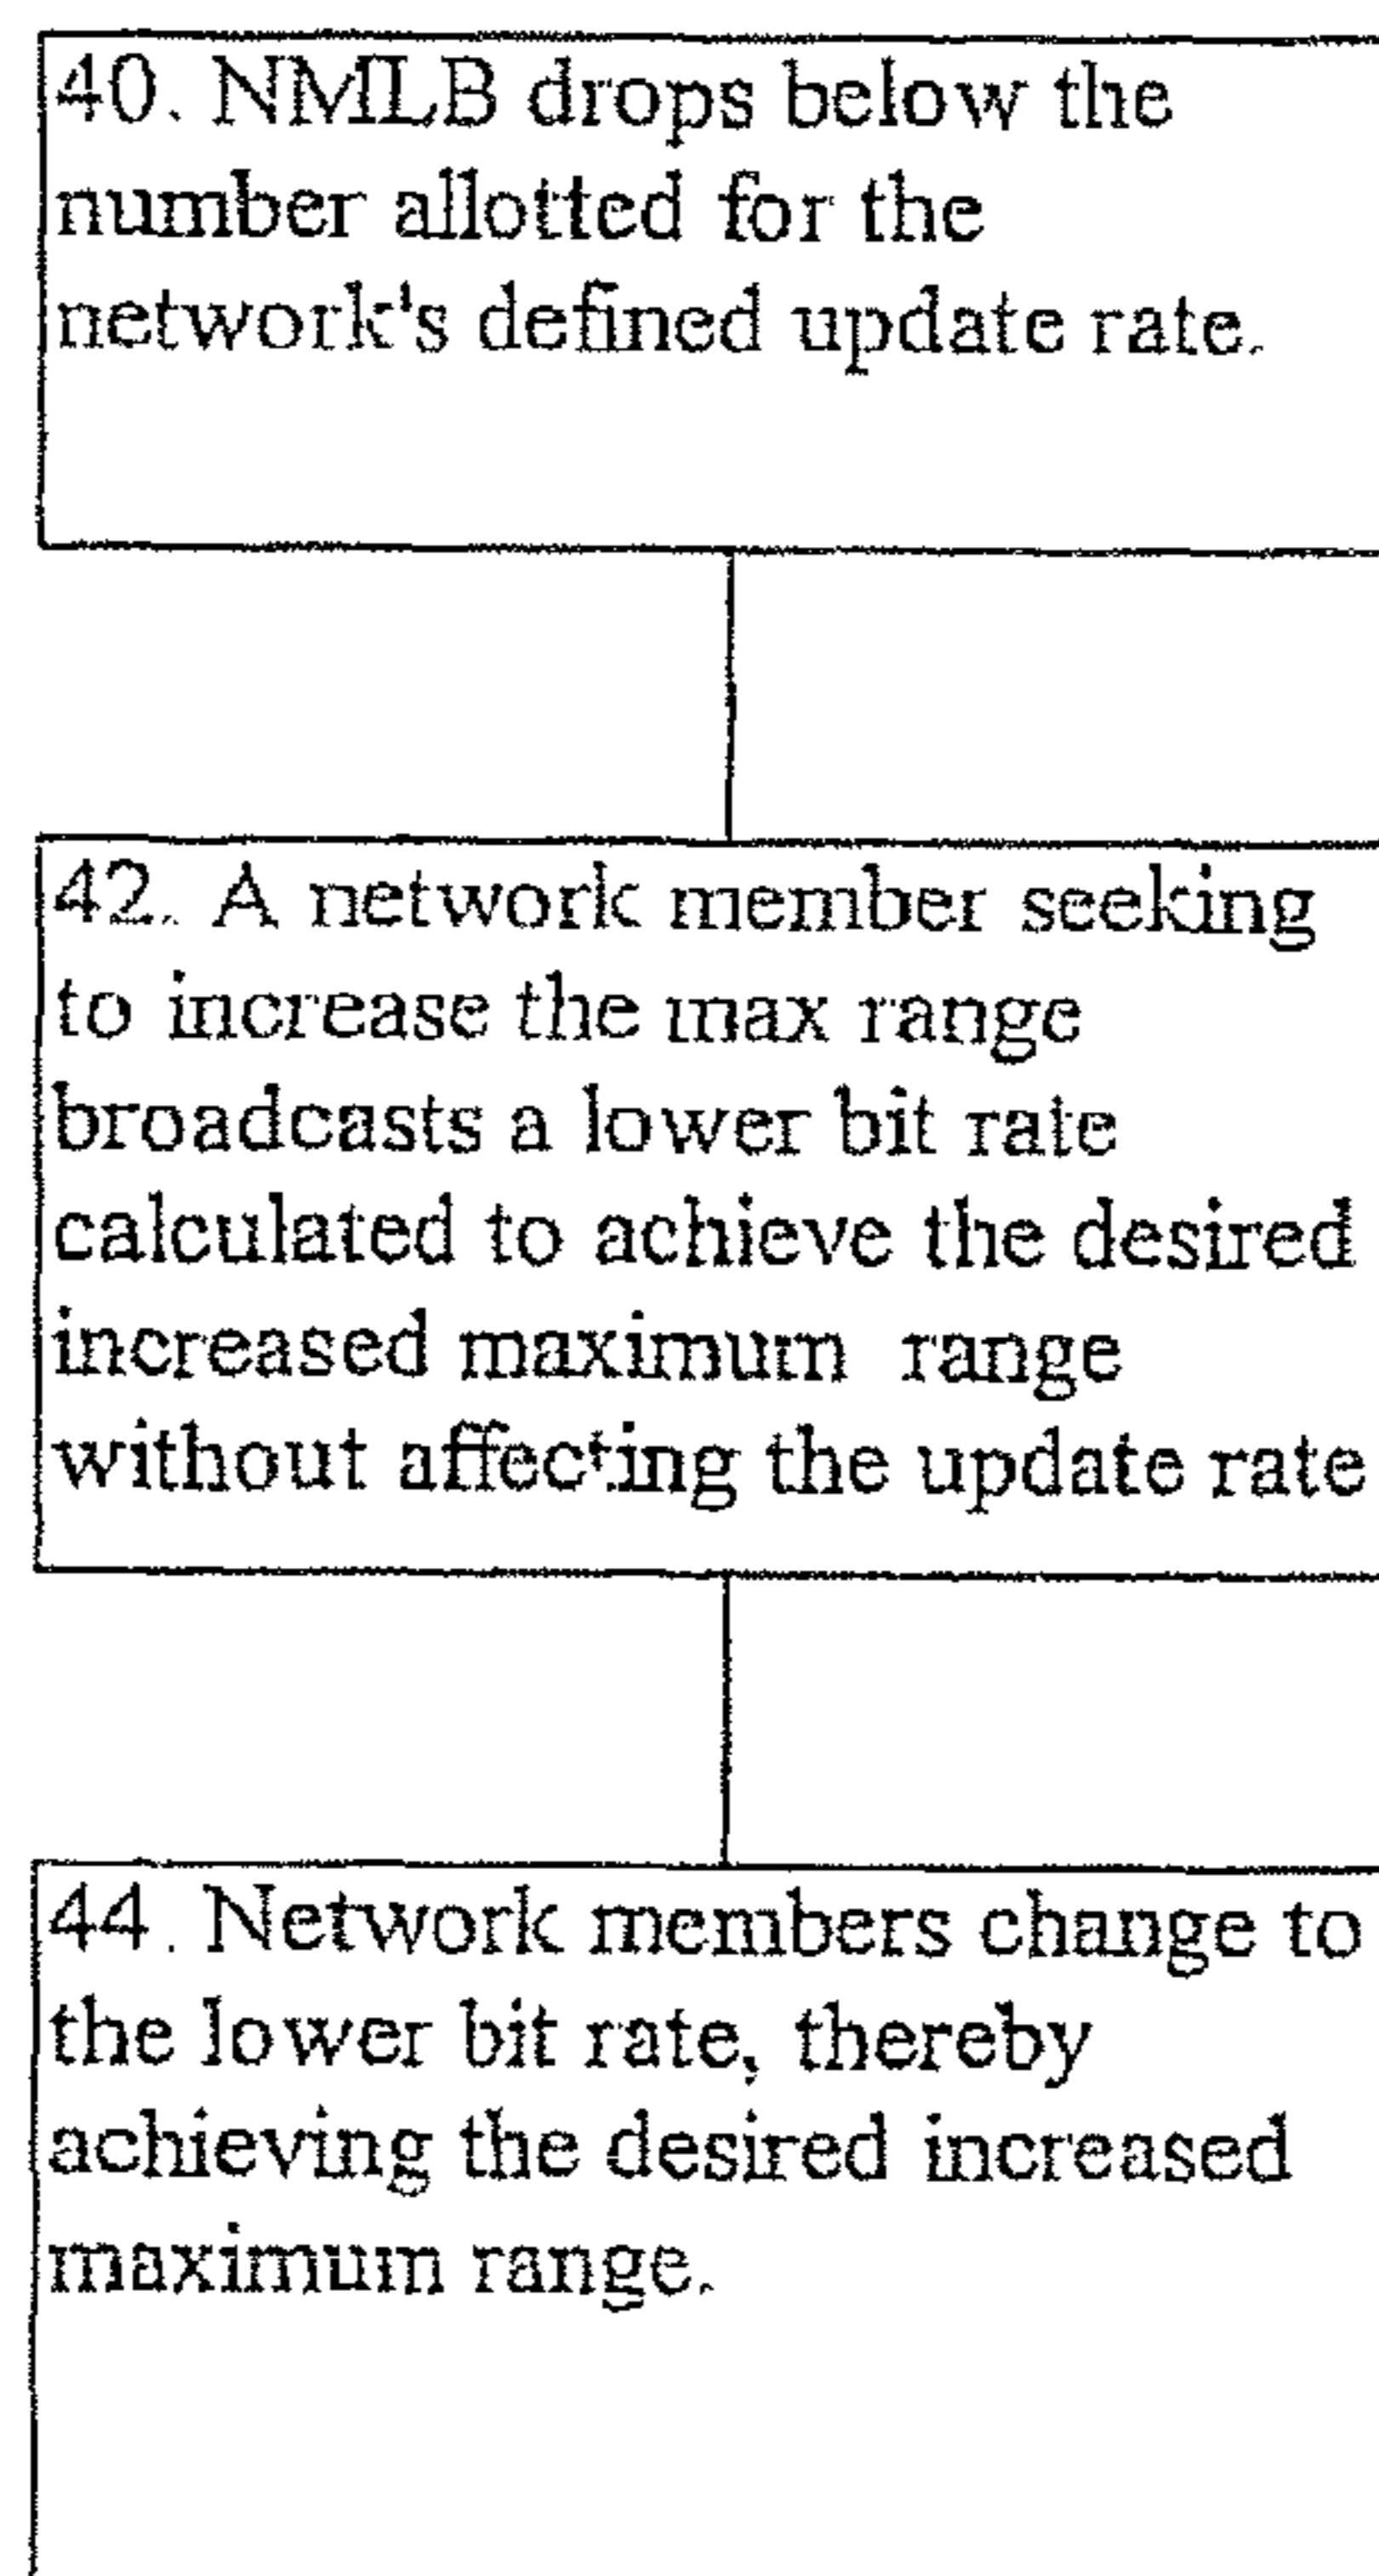 40. NMLB drops below the
number allotted for the
network's defined update rate.
42. A network member seeking
to increase the max range
broadcasts a lower bit rate
calculated to achieve the desired
increased maximum range
without affecting the update rate
44. Network members change to
the lower bit rate, thereby
achieving the desired increased
maximum range.